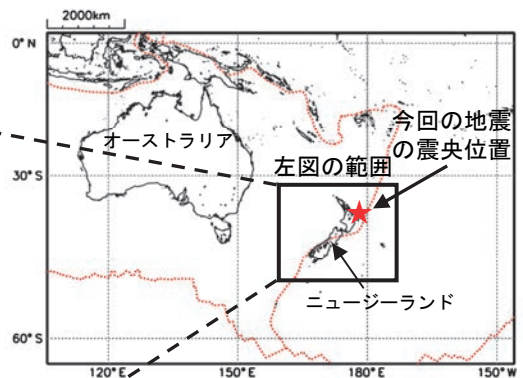 2000km
0° N
オーストラリア
今回の地震
の震央位置
左図の範囲
30° S
ニュージーランド
60° S
120°E
150°E
180°E
150°W